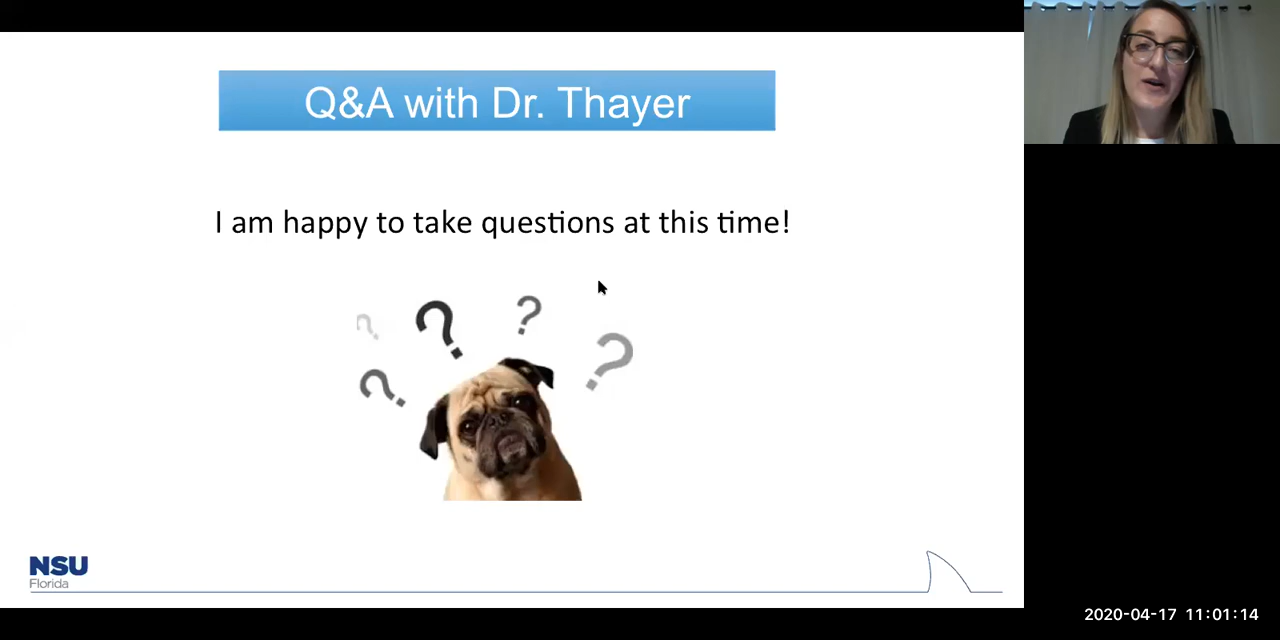 Q&A with Dr. Thayer
I am happy to take questions at this time!
? ? ? ? ?
NSU
Florida
2020-04-17 11:01:14